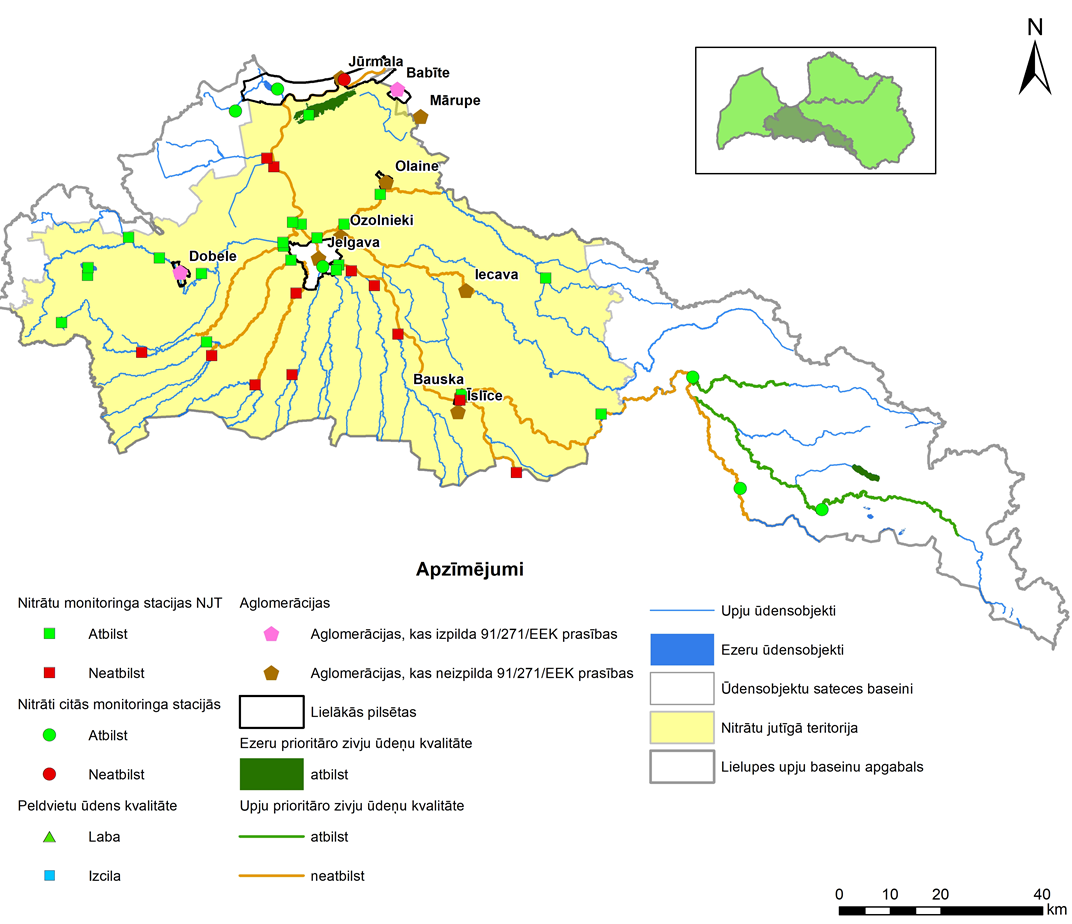 N
Jūrmala
Babīte
Mārupe
Olaine
Ozolnieki
Jelgava
Dobele
Iecava
Bauska
Īslīce
Apzīmējumi
Nitrātu monitoringa stacijas NJT
Atbilst
Neatbilst
Nitrāti citās monitoringa stacijās
Atbilst
Neatbilst
Peldvietu ūdens kvalitāte
Laba
Izcila
Aglomerācijas
Aglomerācijas, kas izpilda 91/271/EEK prasības
Aglomerācijas, kas neizpilda 91/271/EEK prasības
Lielākās pilsētas
Ezeru prioritāro zivju ūdeņu kvalitāte
atbilst
Upju prioritāro zivju ūdeņu kvalitāte
atbilst
neatbilst
Upju ūdensobjekti
Ezeru ūdensobjekti
Ūdensobjektu sateces baseini
Nitrātu jutīgā teritorija
Lielupes upju baseinu apgabals
0 10 20 40
km